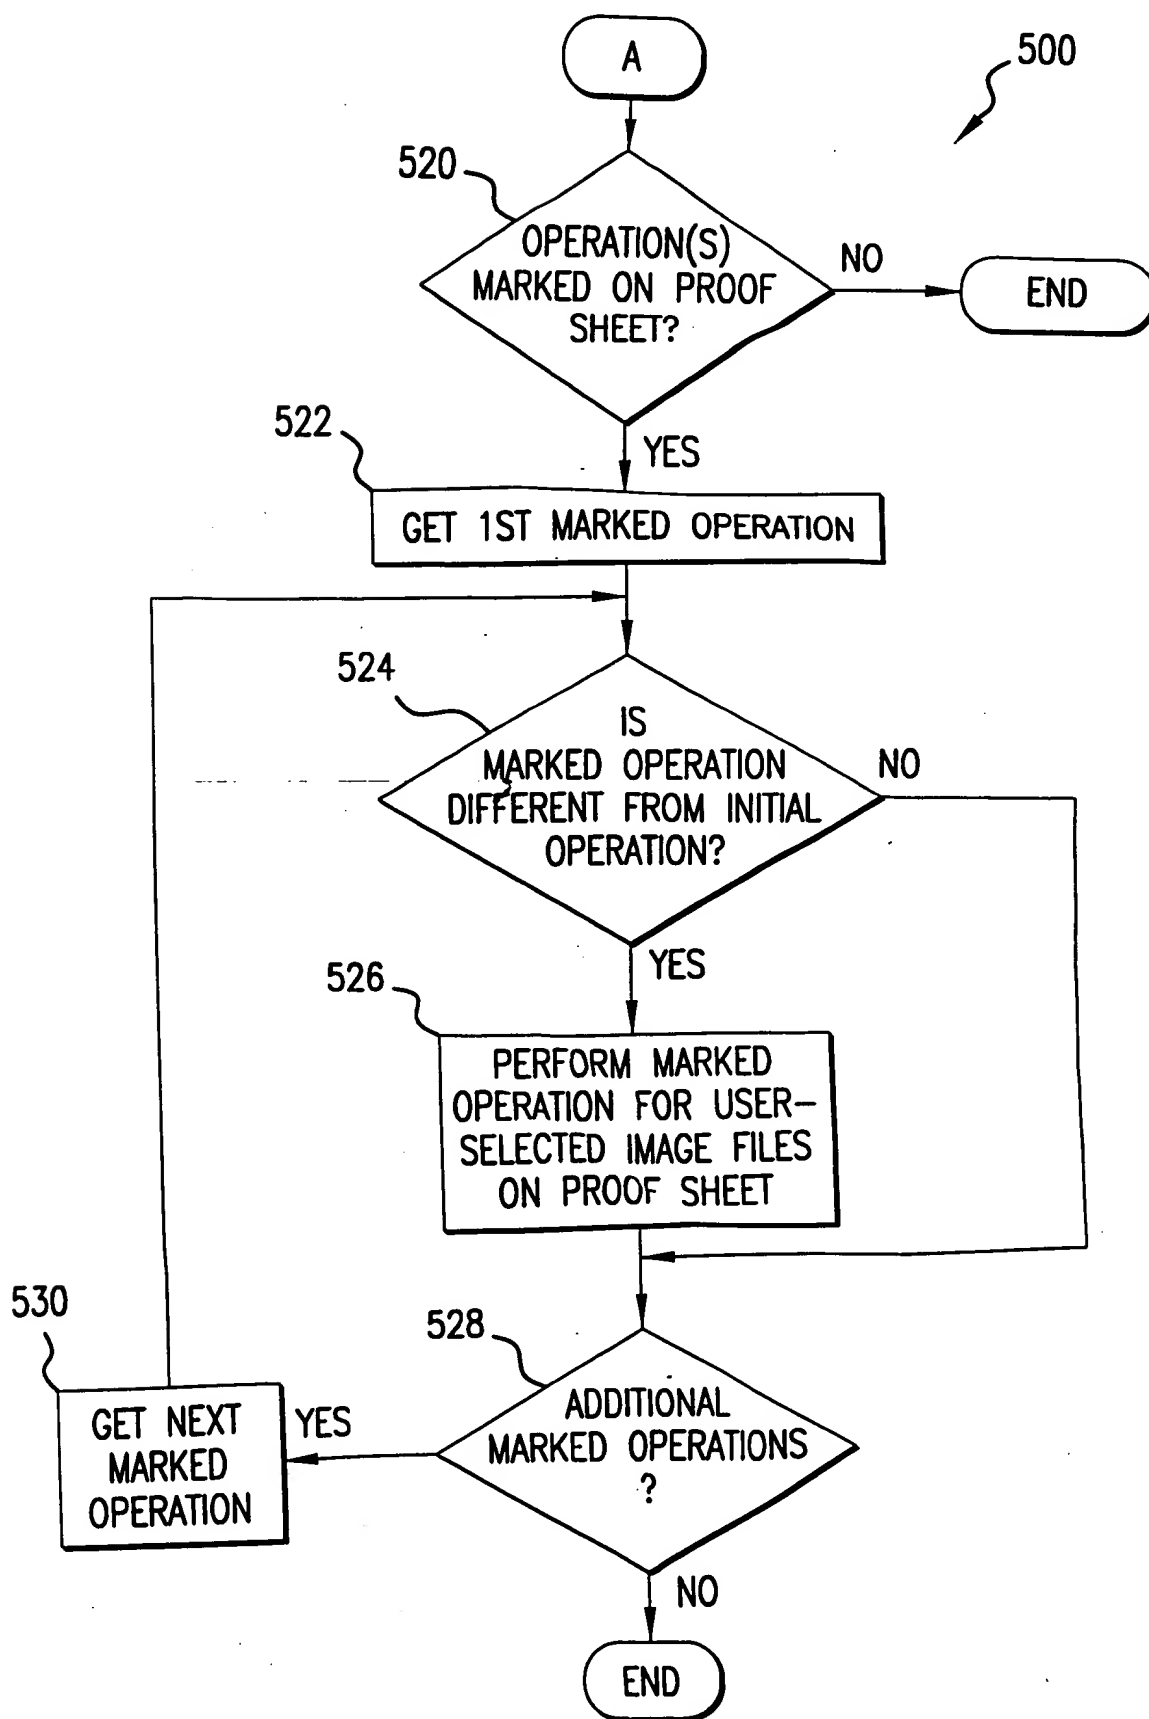 A
500
520
OPERATION(S)
MARKED ON PROOF
SHEET?
NO
END
522
YES
GET 1ST MARKED OPERATION
524
IS
MARKED OPERATION
DIFFERENT FROM INITIAL
OPERATION?
NO
YES
526
PERFORM MARKED
OPERATION FOR USER-
SELECTED IMAGE FILES
ON PROOF SHEET
530
528
ADDITIONAL
MARKED OPERATIONS
?
YES
GET NEXT
MARKED
OPERATION
NO
END